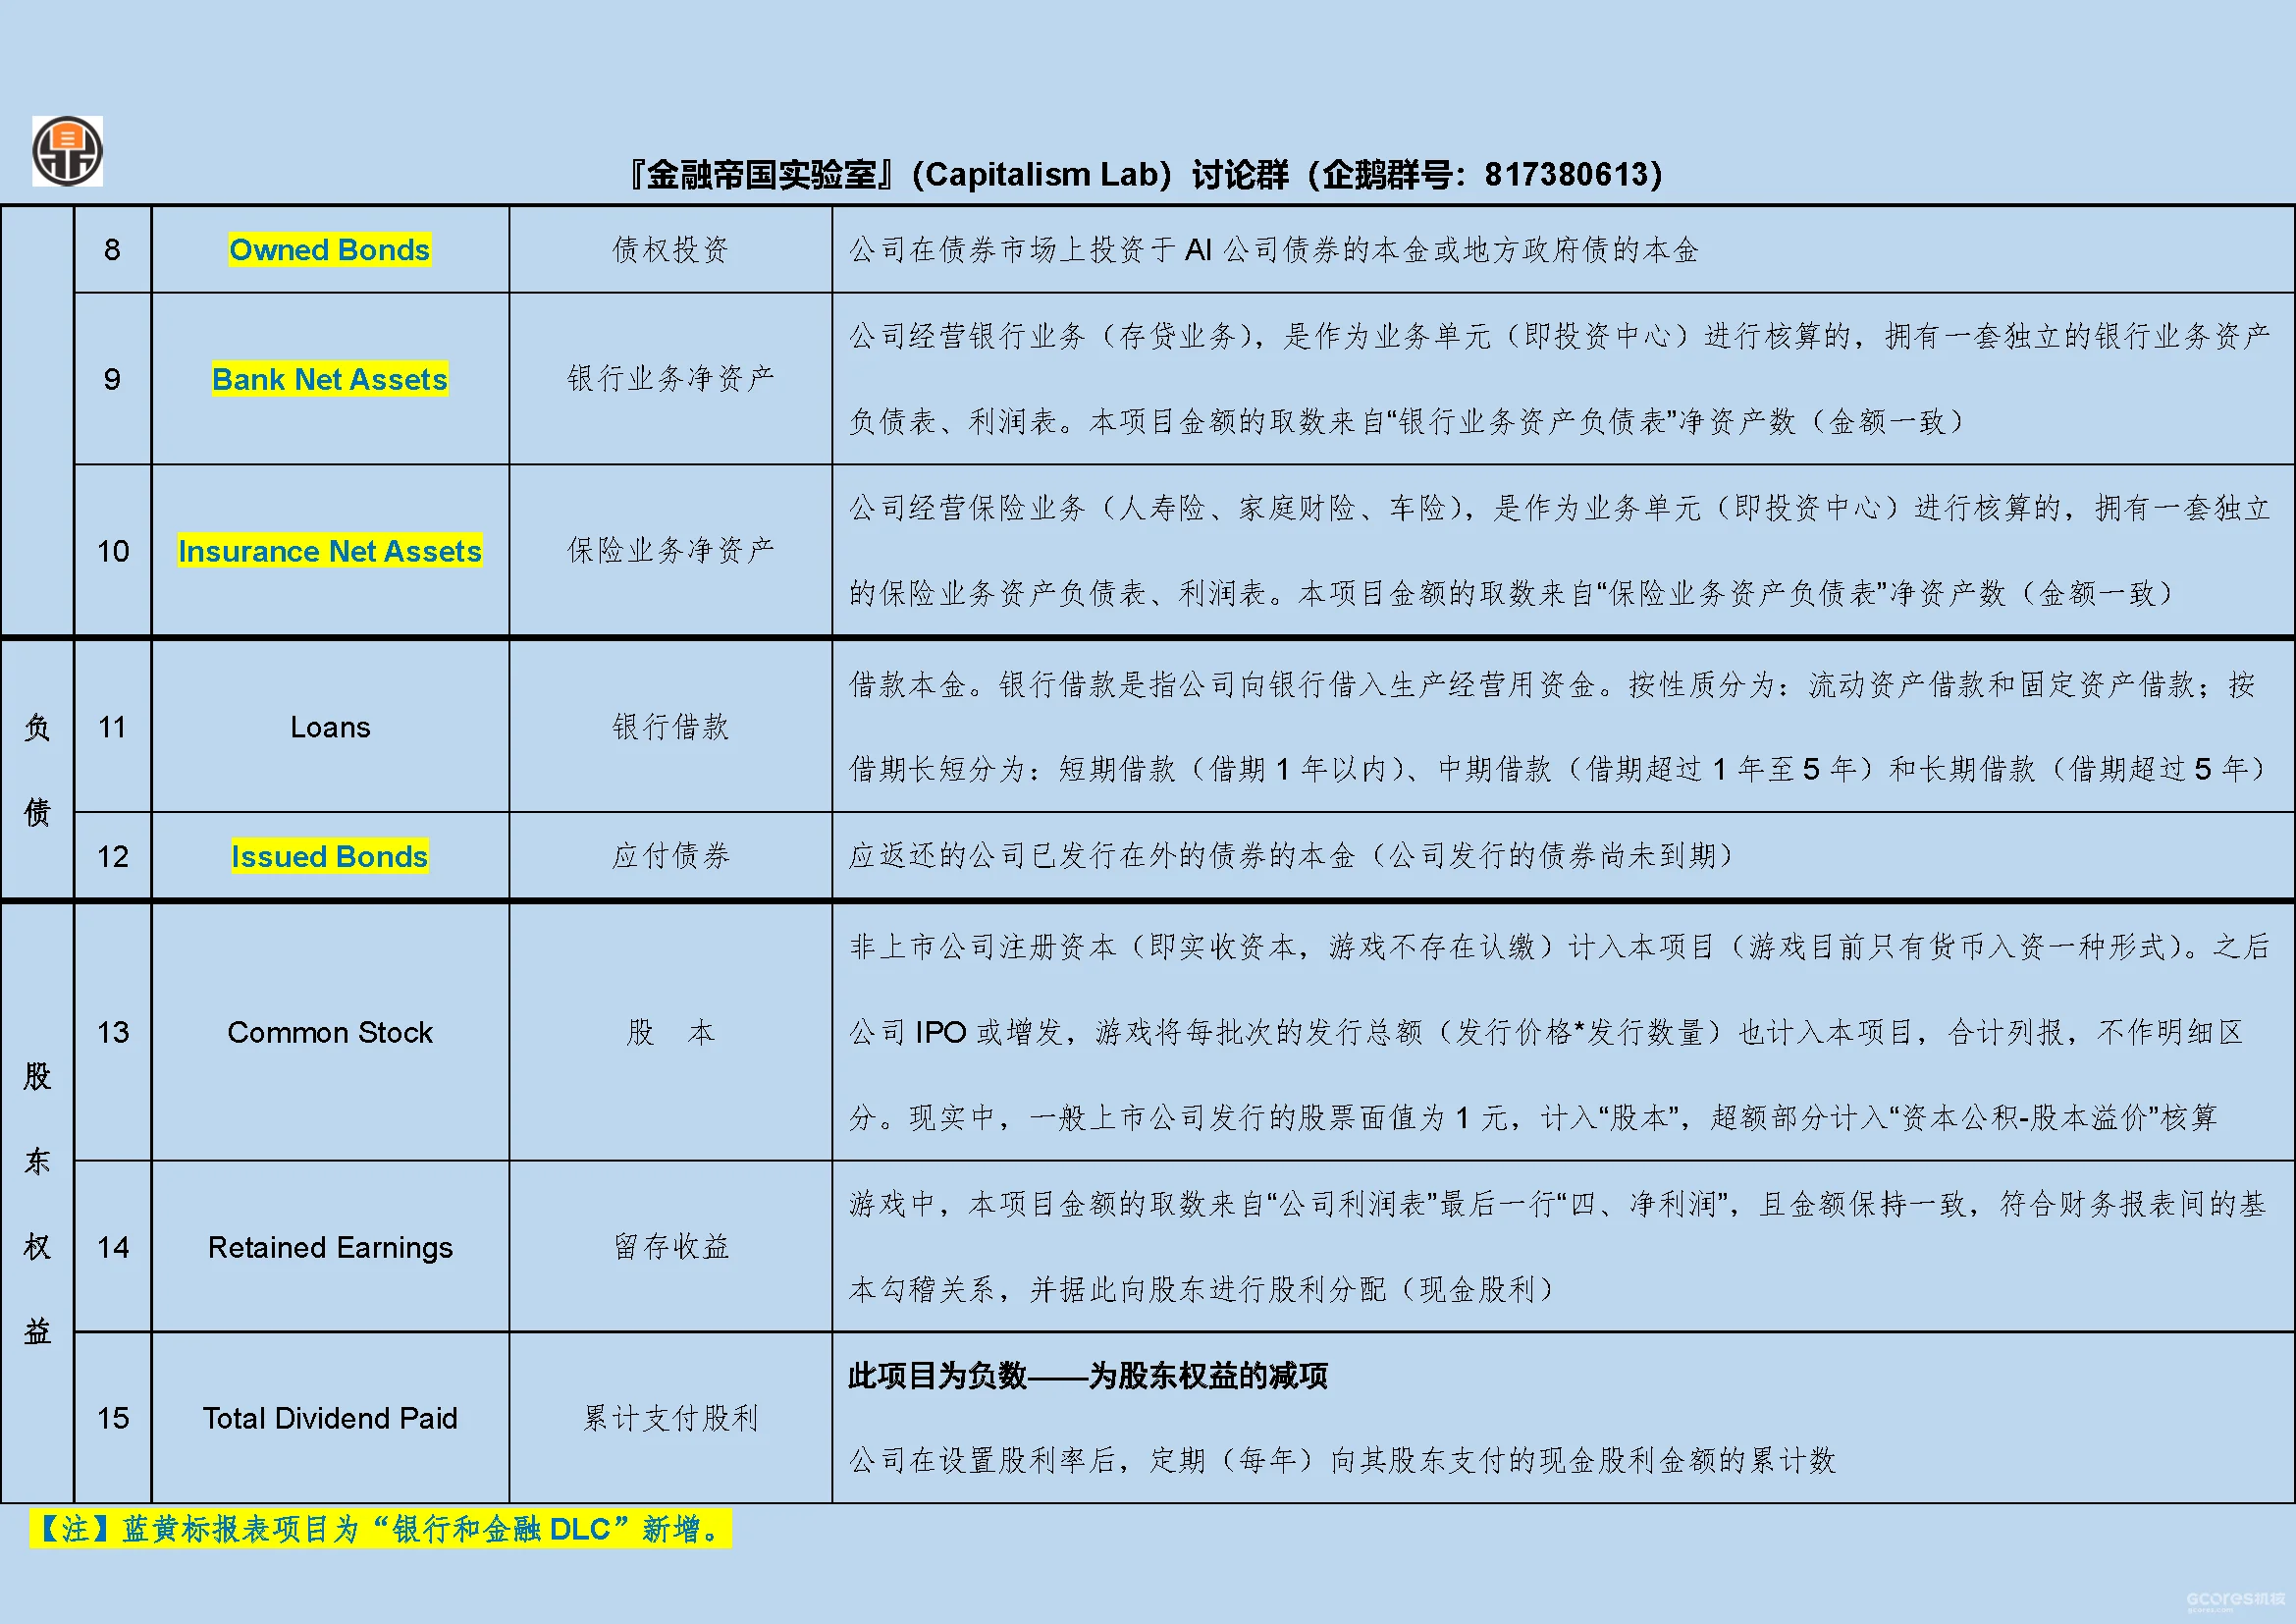 『金融帝国实验室』（Capitalism Lab）讨论群（企鹅群号：817380613）
8
Owned Bonds
债权投资
公司在债券市场上投资于 AI 公司债券的本金或地方政府债的本金
9
Bank Net Assets
银行业务净资产
公司经营银行业务（存贷业务），是作为业务单元（即投资中心）进行核算的，拥有一套独立的银行业务资产
负债表、利润表。本项目金额的取数来自“银行业务资产负债表”净资产数（金额一致）
10
Insurance Net Assets
保险业务净资产
公司经营保险业务（人寿险、家庭财险、车险），是作为业务单元（即投资中心）进行核算的，拥有一套独立
的保险业务资产负债表、利润表。本项目金额的取数来自“保险业务资产负债表”净资产数（金额一致）
负
债
11
Loans
银行借款
借款本金。银行借款是指公司向银行借入生产经营用资金。按性质分为：流动资产借款和固定资产借款；按
借期长短分为：短期借款（借期 1 年以内）、中期借款（借期超过 1 年至 5 年）和长期借款（借期超过 5 年）
12
Issued Bonds
应付债券
应返还的公司已发行在外的债券的本金（公司发行的债券尚未到期）
股
东
权
益
13
Common Stock
股 本
非上市公司注册资本（即实收资本，游戏不存在认缴）计入本项目（游戏目前只有货币入资一种形式）。之后
公司 IPO 或增发，游戏将每批次的发行总额（发行价格*发行数量）也计入本项目，合计列报，不作明细区
分。现实中，一般上市公司发行的股票面值为 1 元，计入“股本”，超额部分计入“资本公积-股本溢价”核算
14
Retained Earnings
留存收益
游戏中，本项目金额的取数来自“公司利润表”最后一行“四、净利润”，且金额保持一致，符合财务报表间的基
本勾稽关系，并据此向股东进行股利分配（现金股利）
15
Total Dividend Paid
累计支付股利
此项目为负数——为股东权益的减项
公司在设置股利率后，定期（每年）向其股东支付的现金股利金额的累计数
【注】蓝黄标报表项目为“银行和金融 DLC”新增。
gcores机核
gcores.com